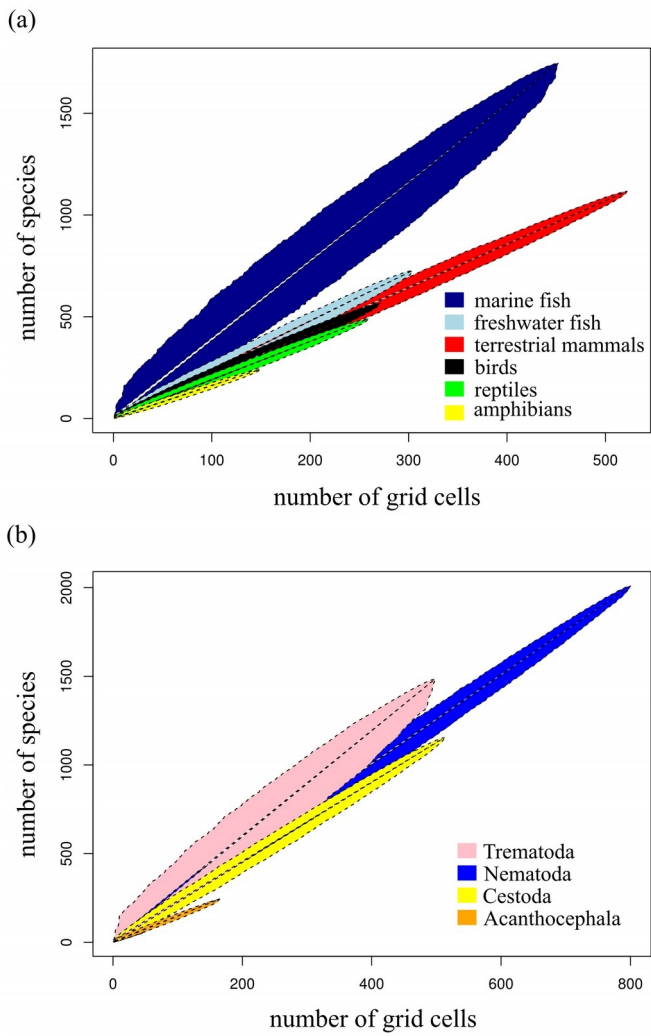 (a)
number of species
1500
1000
500
0
marine fish
freshwater fish
terrestrial mammals
birds
reptiles
amphibians
0 100 200 300 400 500
number of grid cells
(b)
number of species
2000
1500
1000
500
0
Trematoda
Nematoda
Cestoda
Acanthocephala
0 200 400 600 800
number of grid cells